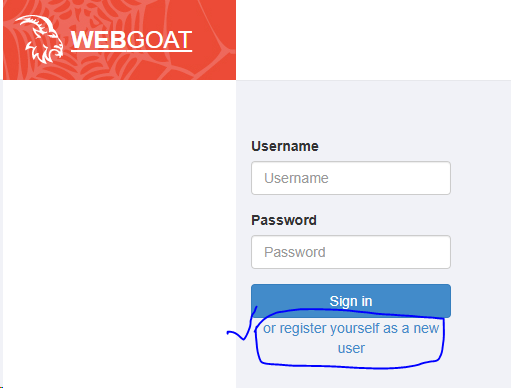 WEBGOAT
Username
Username
Password
Password
Sign in
or register yourself as a new
user